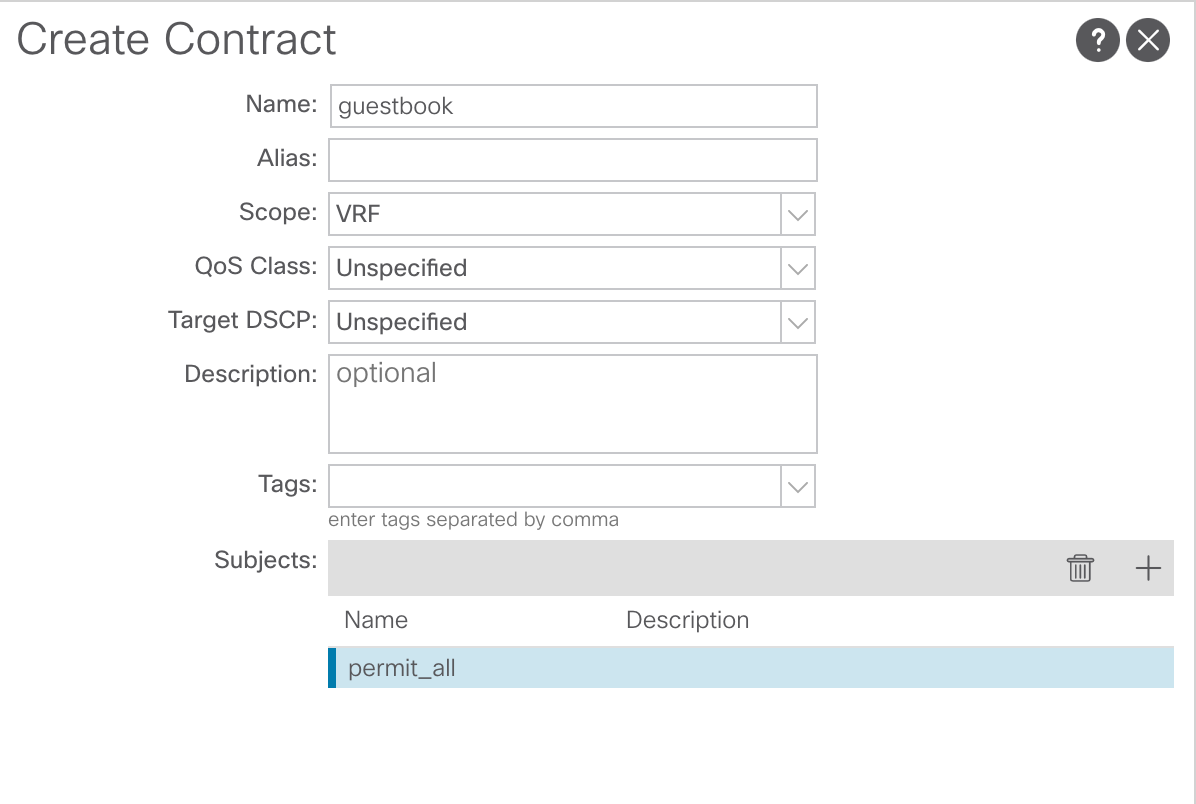 Create Contract
?
Name: guestbook
Alias:
Scope: VRF
QoS Class: Unspecified
Target DSCP: Unspecified
Description: optional
Tags:
enter tags separated by comma
Subjects:
Name Description
permit_all